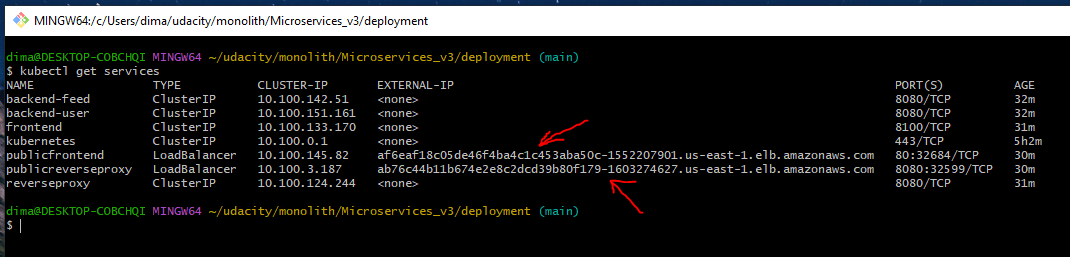 MINGW64:/c/Users/dima/udacity/monolith/Microservices_v3/deployment
dima@DESKTOP-COBCHQI MINGW64 ~/udacity/monolith/Microservices_v3/deployment (main)
$ kubectl get services
NAME TYPE CLUSTER-IP EXTERNAL-IP PORT(S) AGE
backend-feed ClusterIP 10.100.142.51 <none> 8080/TCP 32m
backend-user ClusterIP 10.100.151.161 <none> 8080/TCP 32m
frontend ClusterIP 10.100.133.170 <none> 8100/TCP 31m
kubernetes ClusterIP 10.100.0.1 <none> 443/TCP 5h2m
publicfrontend LoadBalancer 10.100.145.82 af6eaf18c05de46f4ba4c1c453aba50c-1552207901.us-east-1.elb.amazonaws.com 80:32684/TCP 30m
publicreverseproxy LoadBalancer 10.100.3.187 ab76c44b11b674e2e8c2dcd39b80f179-1603274627.us-east-1.elb.amazonaws.com 8080:32599/TCP 30m
reverseproxy ClusterIP 10.100.124.244 <none> 8080/TCP 31m
dima@DESKTOP-COBCHQI MINGW64 ~/udacity/monolith/Microservices_v3/deployment (main)
$